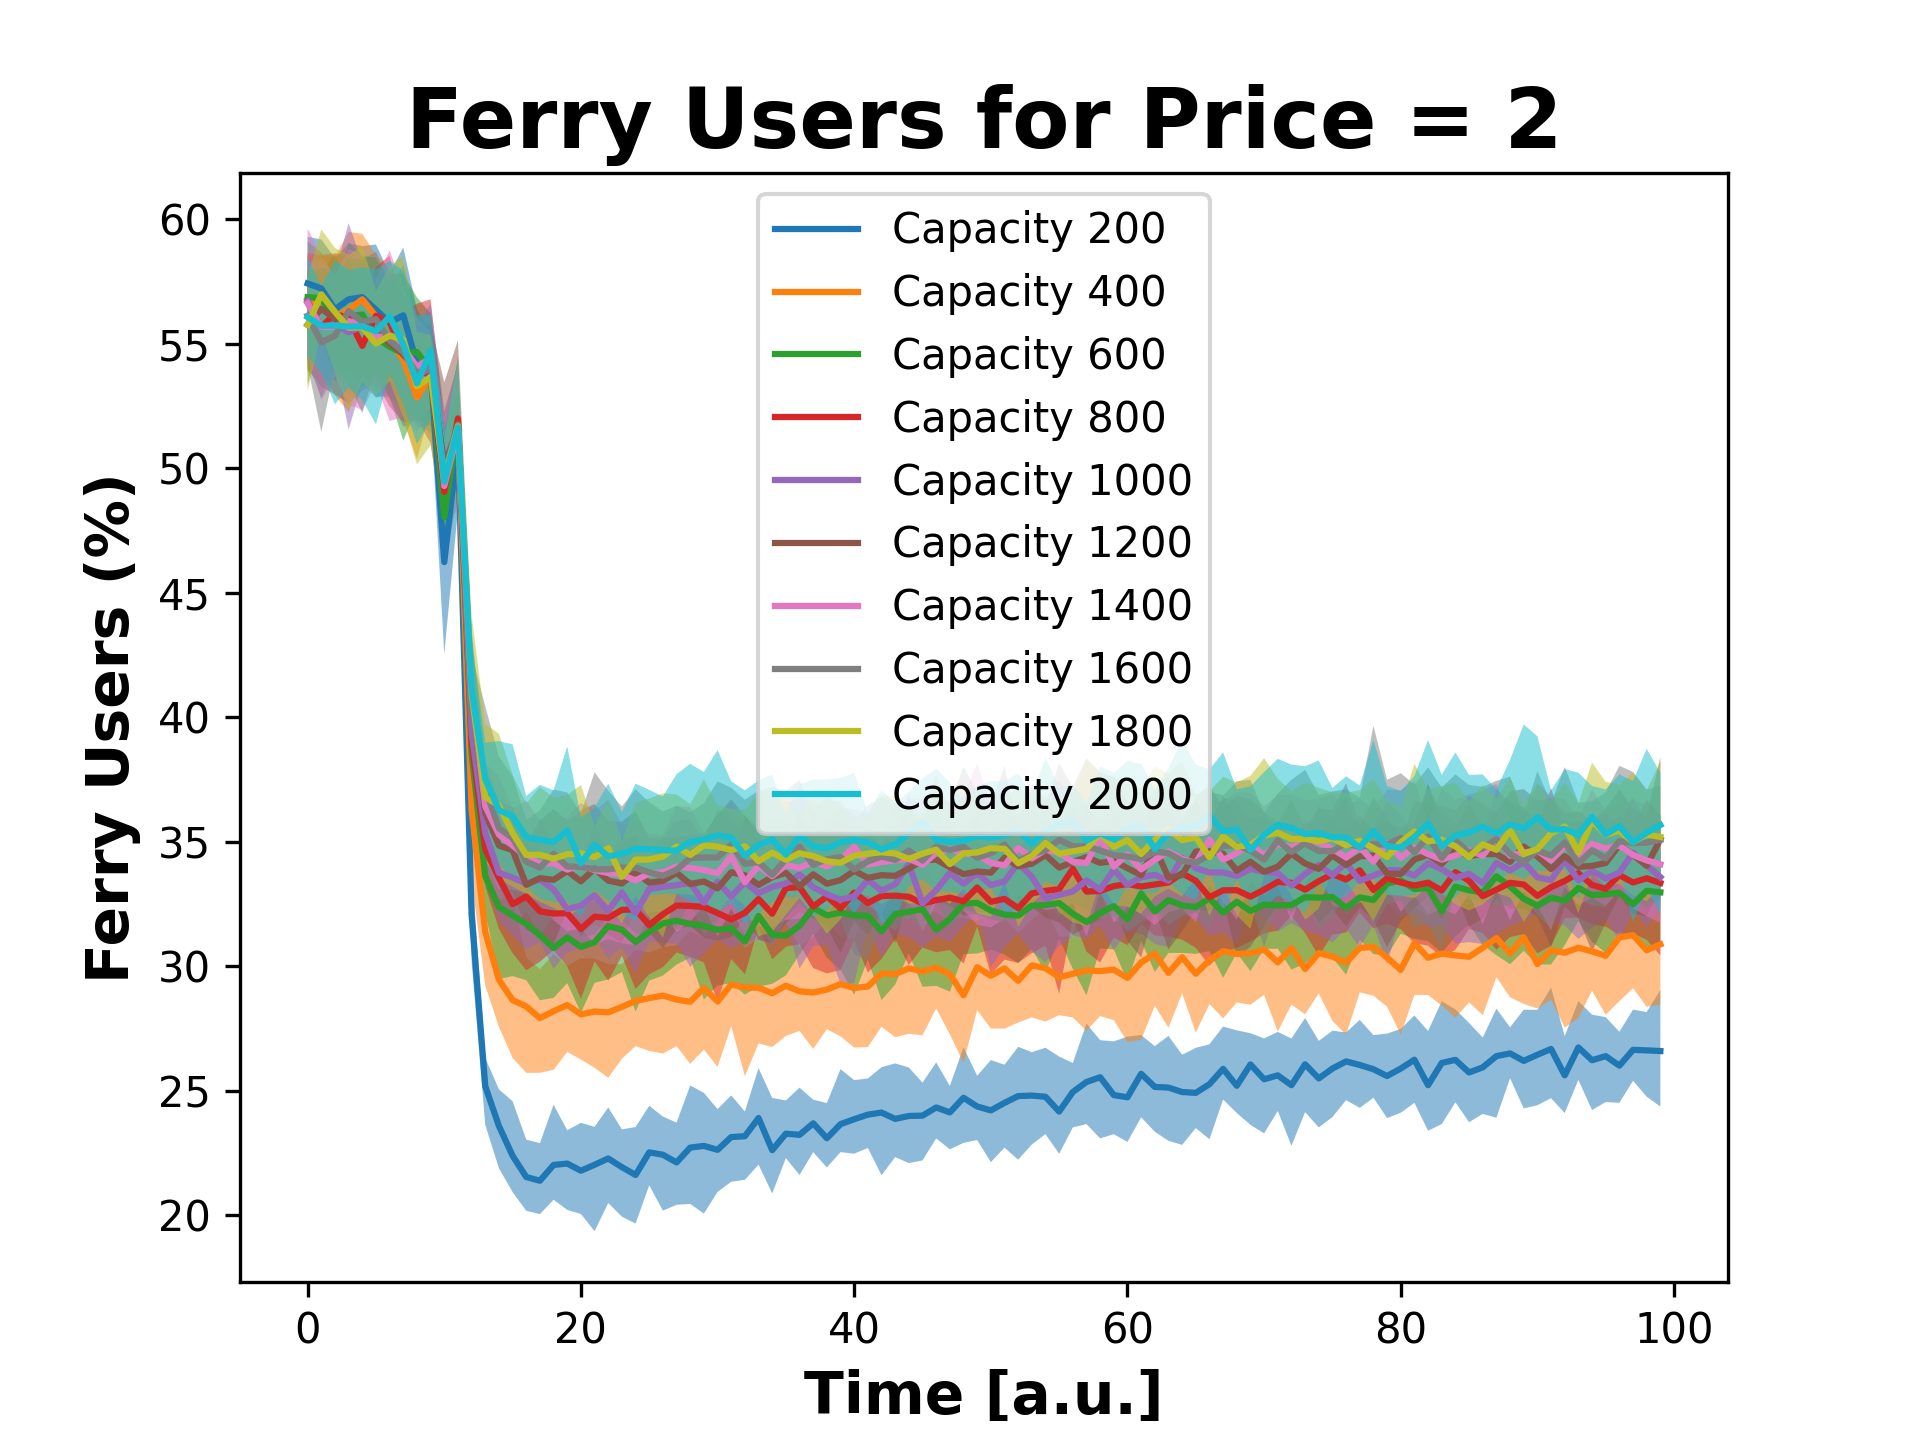 Ferry Users for Price = 2
Ferry Users (%)
60
55
50
45
40
35
30
25
20
Capacity 200
Capacity 400
Capacity 600
Capacity 800
Capacity 1000
Capacity 1200
Capacity 1400
Capacity 1600
Capacity 1800
Capacity 2000
0 20 40 60 80 100
Time [a.u.]